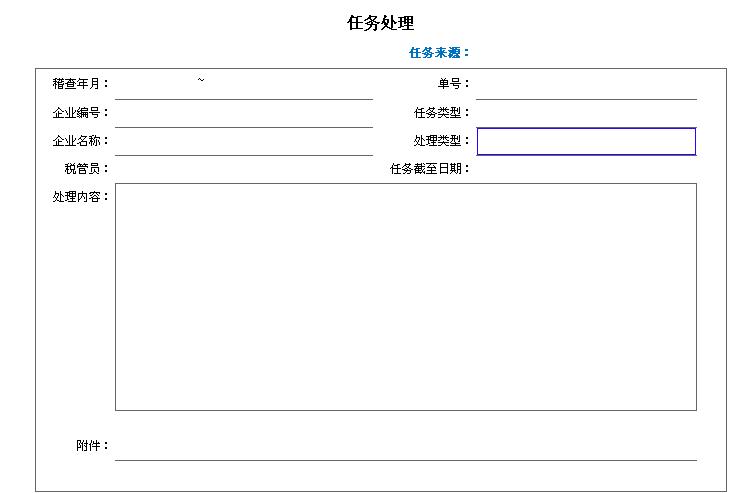 任务处理
任务来源：
稽查年月： ~ 单号：
企业编号： 任务类型：
企业名称： 处理类型：
税管员： 任务截至日期：
处理内容：
附件：